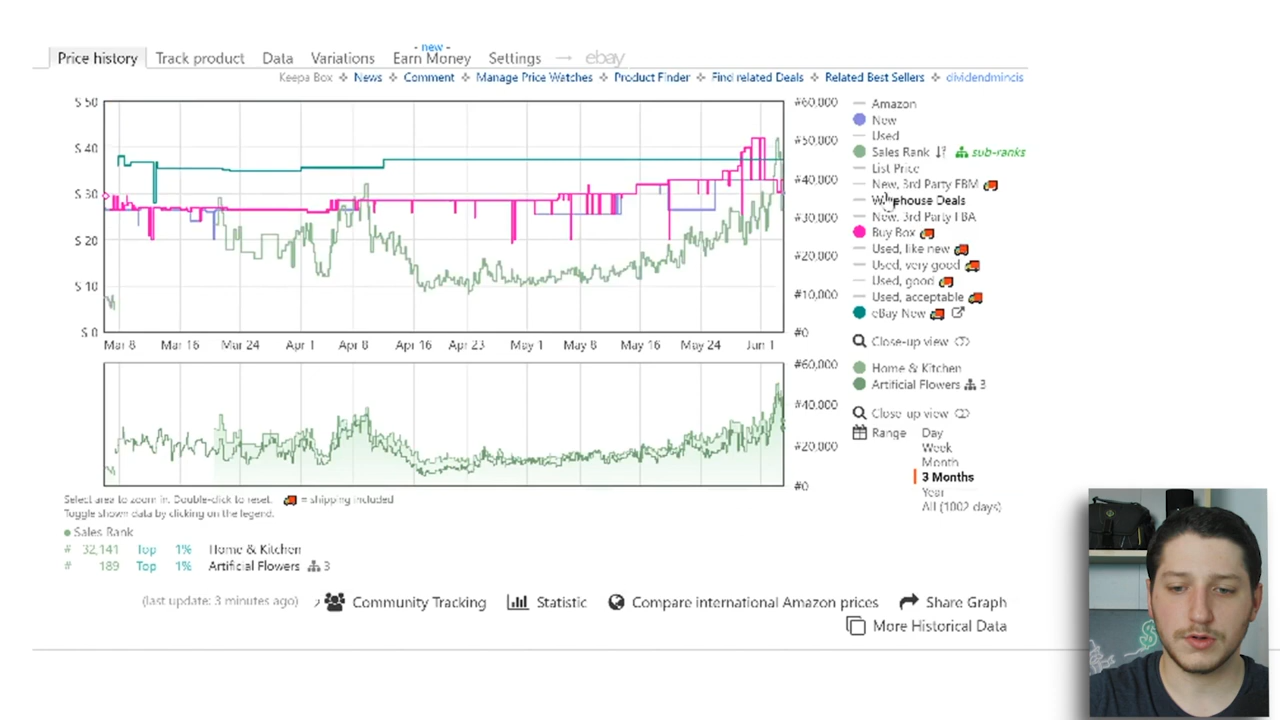 - new -
Price history Track product Data Variations Earn Money Settings → ebay
Keepa Box News Comment Manage Price Watches Product Finder Find related Deals Related Best Sellers dividendmincis
$ 50
$ 40
$ 30
$ 20
$ 10
$ 0
#60,000
#50,000
#40,000
#30,000
#20,000
#10,000
#0
Mar 8 Mar 16 Mar 24 Apr 1 Apr 8 Apr 16 Apr 23 May 1 May 8 May 16 May 24 Jun 1
Amazon
New
Used
Sales Rank sub-ranks
List Price
New, 3rd Party FBM
Warehouse Deals
New, 3rd Party FBA
Buy Box
Used, like new
Used, very good
Used, good
Used, acceptable
eBay New
Close-up view
#60,000
#40,000
#20,000
#0
Home & Kitchen
Artificial Flowers 3
Close-up view
Range Day
Week
Month
3 Months
Year
All (1002 days)
Select area to zoom in. Double-click to reset. = shipping included
Toggle shown data by clicking on the legend.
Sales Rank
# 32,141 Top 1% Home & Kitchen
# 189 Top 1% Artificial Flowers 3
(last update: 3 minutes ago) Community Tracking Statistic Compare international Amazon prices Share Graph
More Historical Data